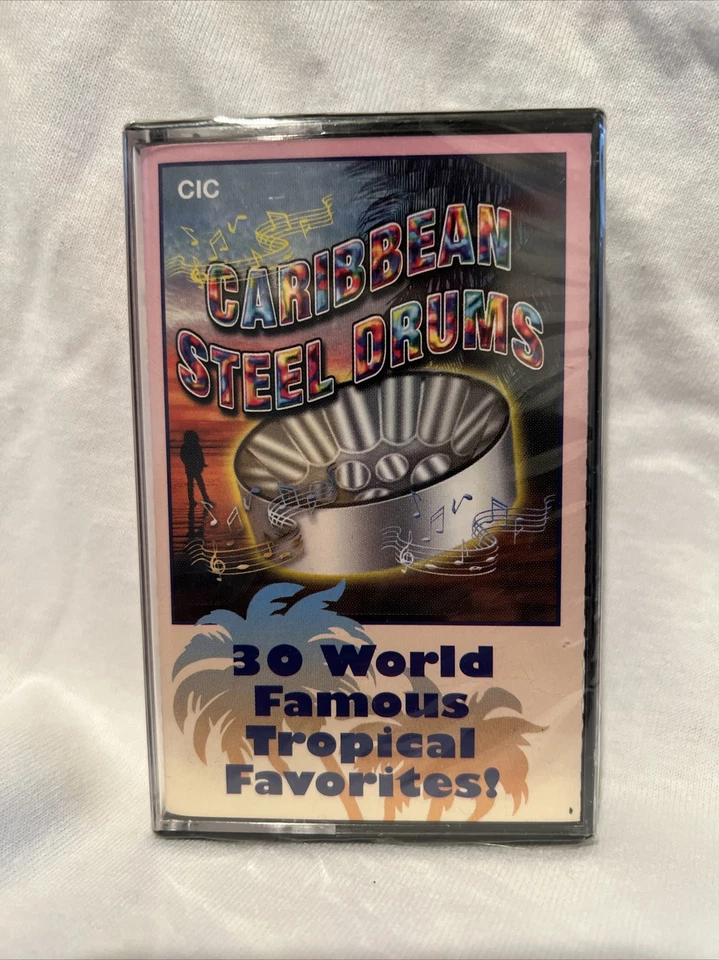 CIC
CARIBBEAN
STEEL DRUMS
30 World
Famous
Tropical
Favorites!